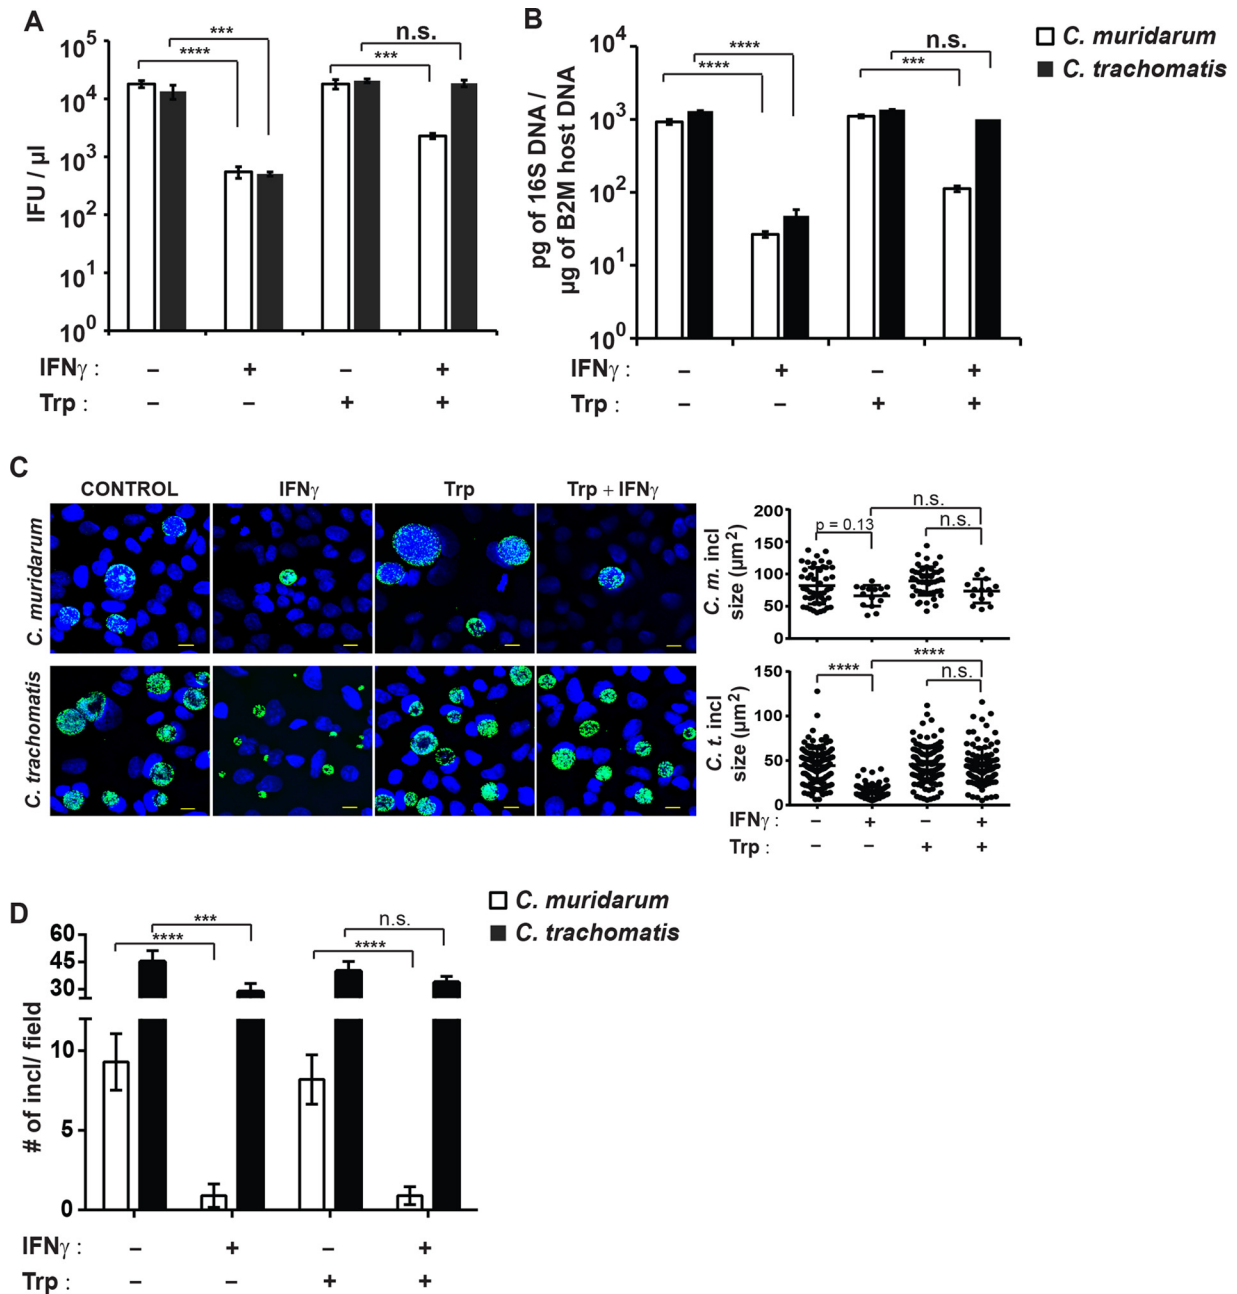 A
***
****
n.s.
***
10^5
10^4
10^3
10^2
10^1
10^0
IFU / µl
IFNγ : – + – +
Trp : – – + +
B
****
****
n.s.
***
10^4
10^3
10^2
10^1
10^0
pg of 16S DNA /
µg of B2M host DNA
IFNγ : – + – +
Trp : – – + +
C. muridarum
C. trachomatis
C
CONTROL IFNγ Trp Trp + IFNγ
C. muridarum
C. trachomatis
n.s.
p = 0.13
n.s.
200
150
100
50
0
C. m. incl
size (µm²)
****
****
n.s.
150
100
50
0
C. t. incl
size (µm²)
IFNγ : – + – +
Trp : – – + +
D
***
****
n.s.
****
60
45
30
10
5
0
# of incl/ field
IFNγ : – + – +
Trp : – – + +
C. muridarum
C. trachomatis